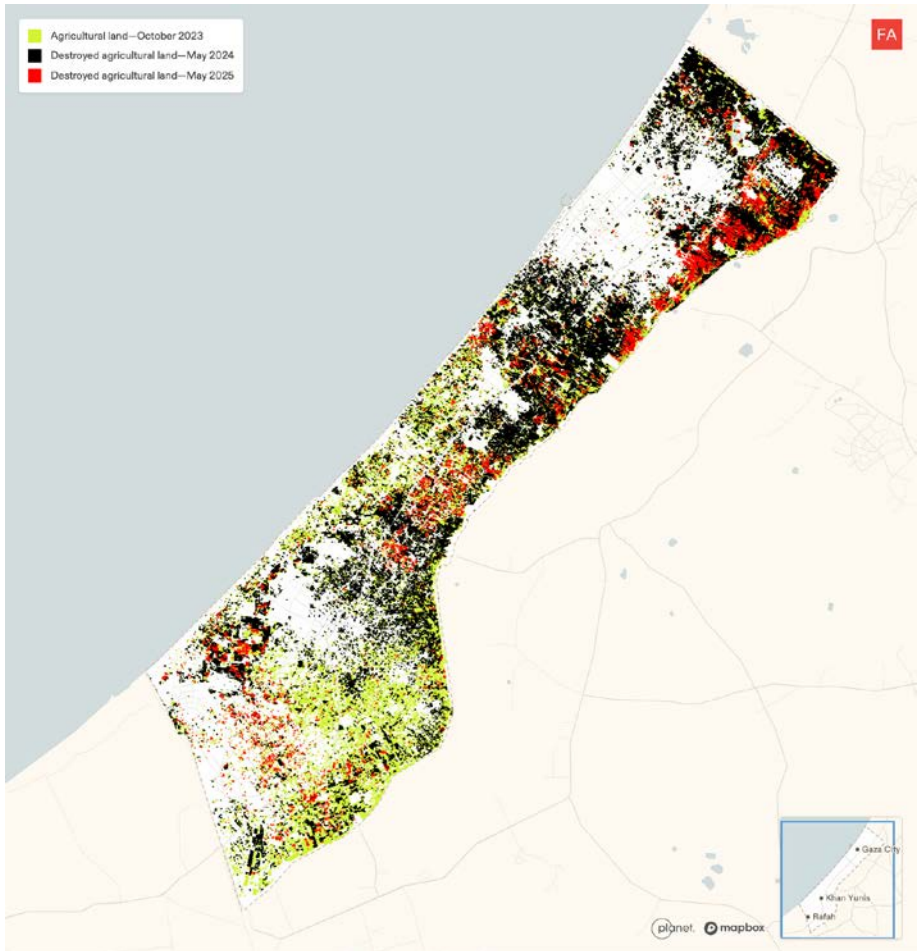 Agricultural land—October 2023
Destroyed agricultural land—May 2024
Destroyed agricultural land—May 2025
FA
Gaza City
Khan Yunis
Rafah
planet.
mapbox